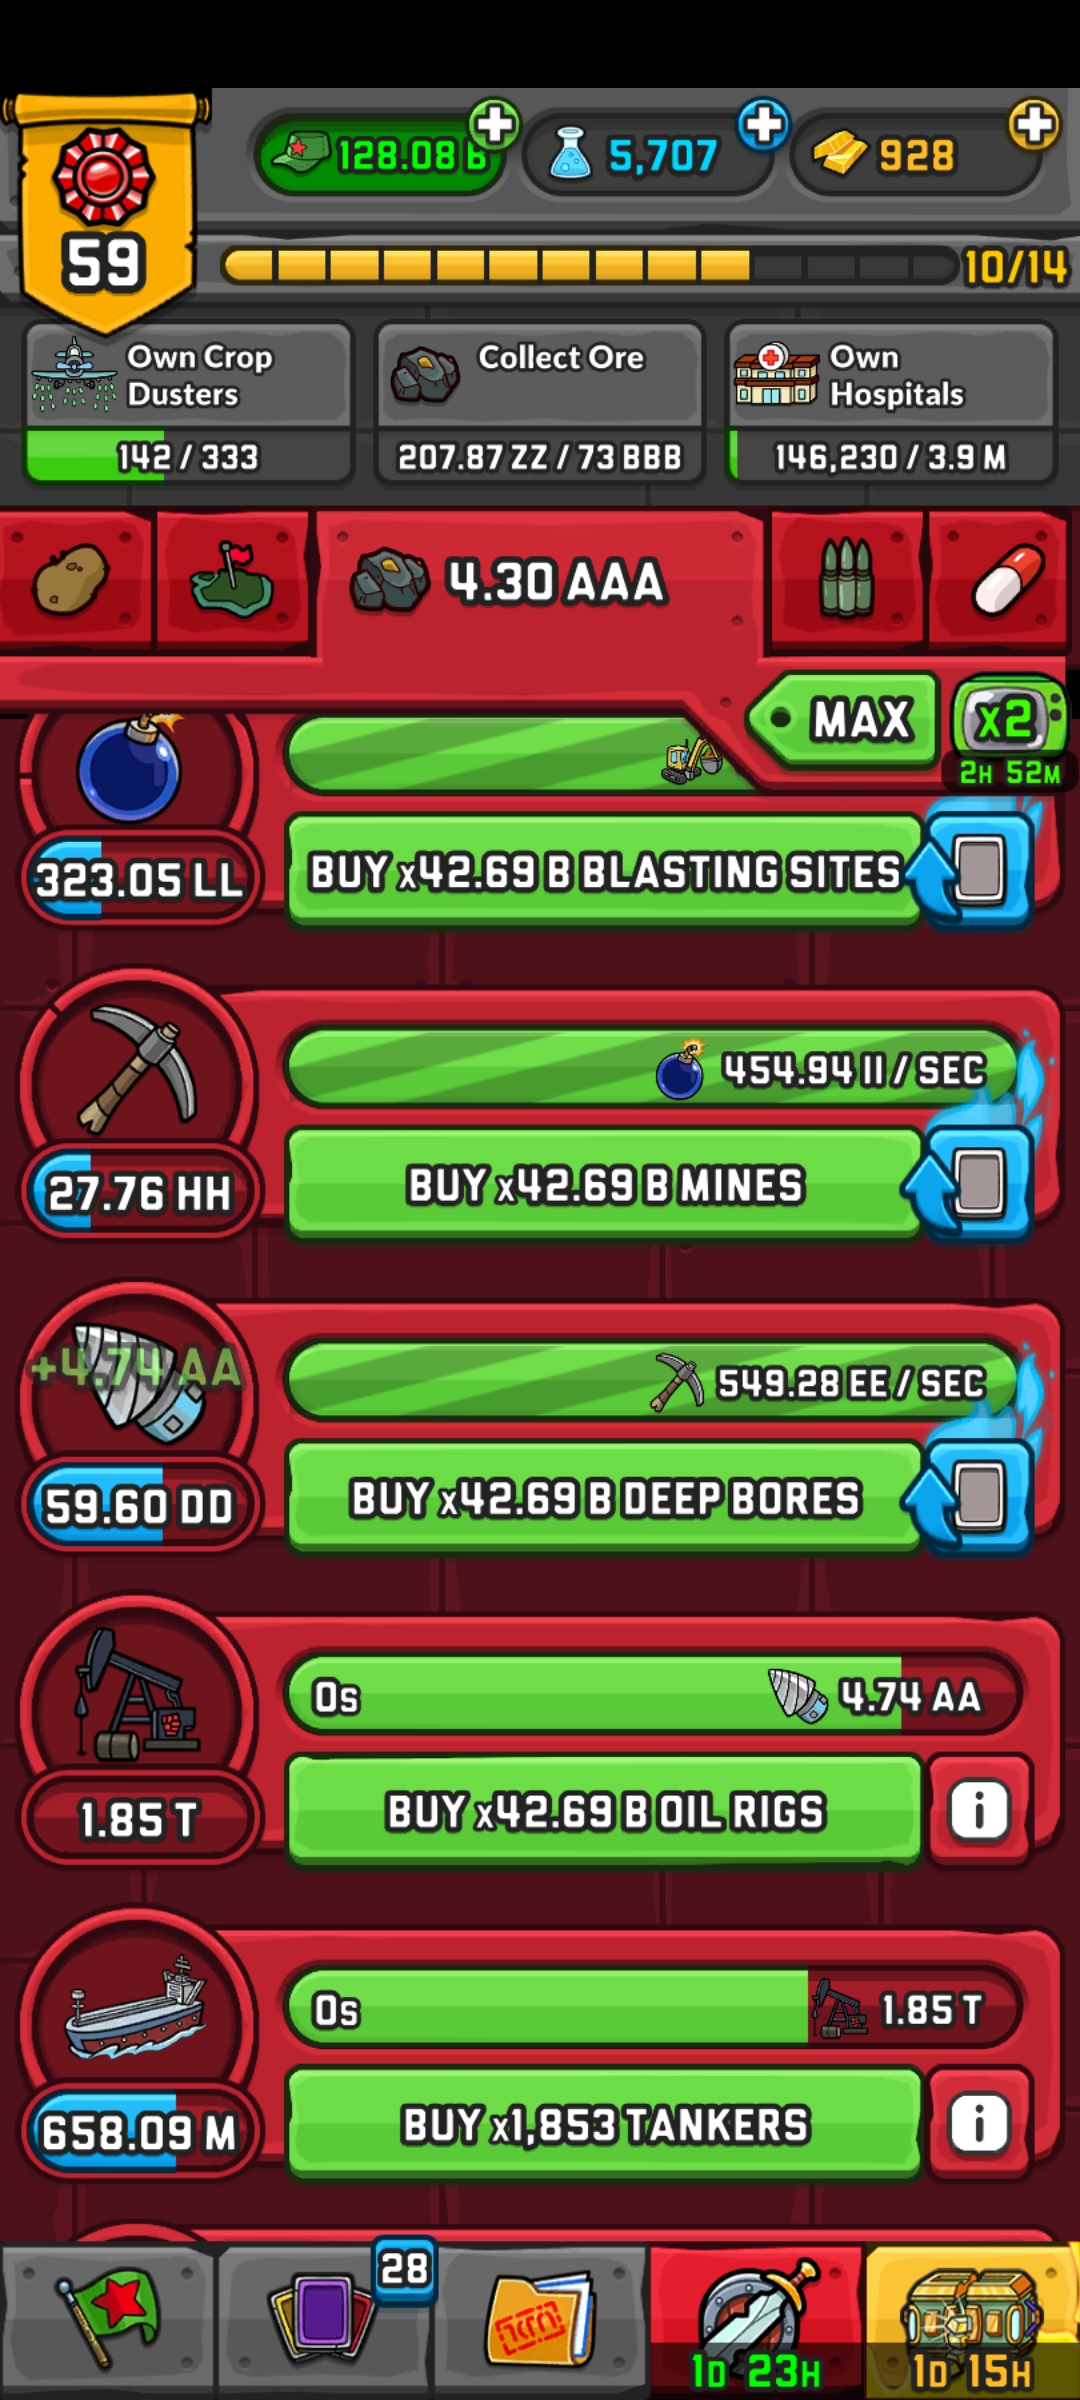 128.08 B
5,707
928
59
10/14
Own Crop
Dusters
142 / 333
Collect Ore
207.87 ZZ / 73 BBB
Own
Hospitals
146,230 / 3.9 M
4.30 AAA
MAX
x2
2H 52M
323.05 LL
BUY x42.69 B BLASTING SITES
454.94 II / SEC
27.76 HH
BUY x42.69 B MINES
+4.74 AA
549.28 EE / SEC
59.60 DD
BUY x42.69 B DEEP BORES
0s
4.74 AA
1.85 T
BUY x42.69 B OIL RIGS
i
0s
1.85 T
658.09 M
BUY x1,853 TANKERS
i
28
1D 23H
1D 15H